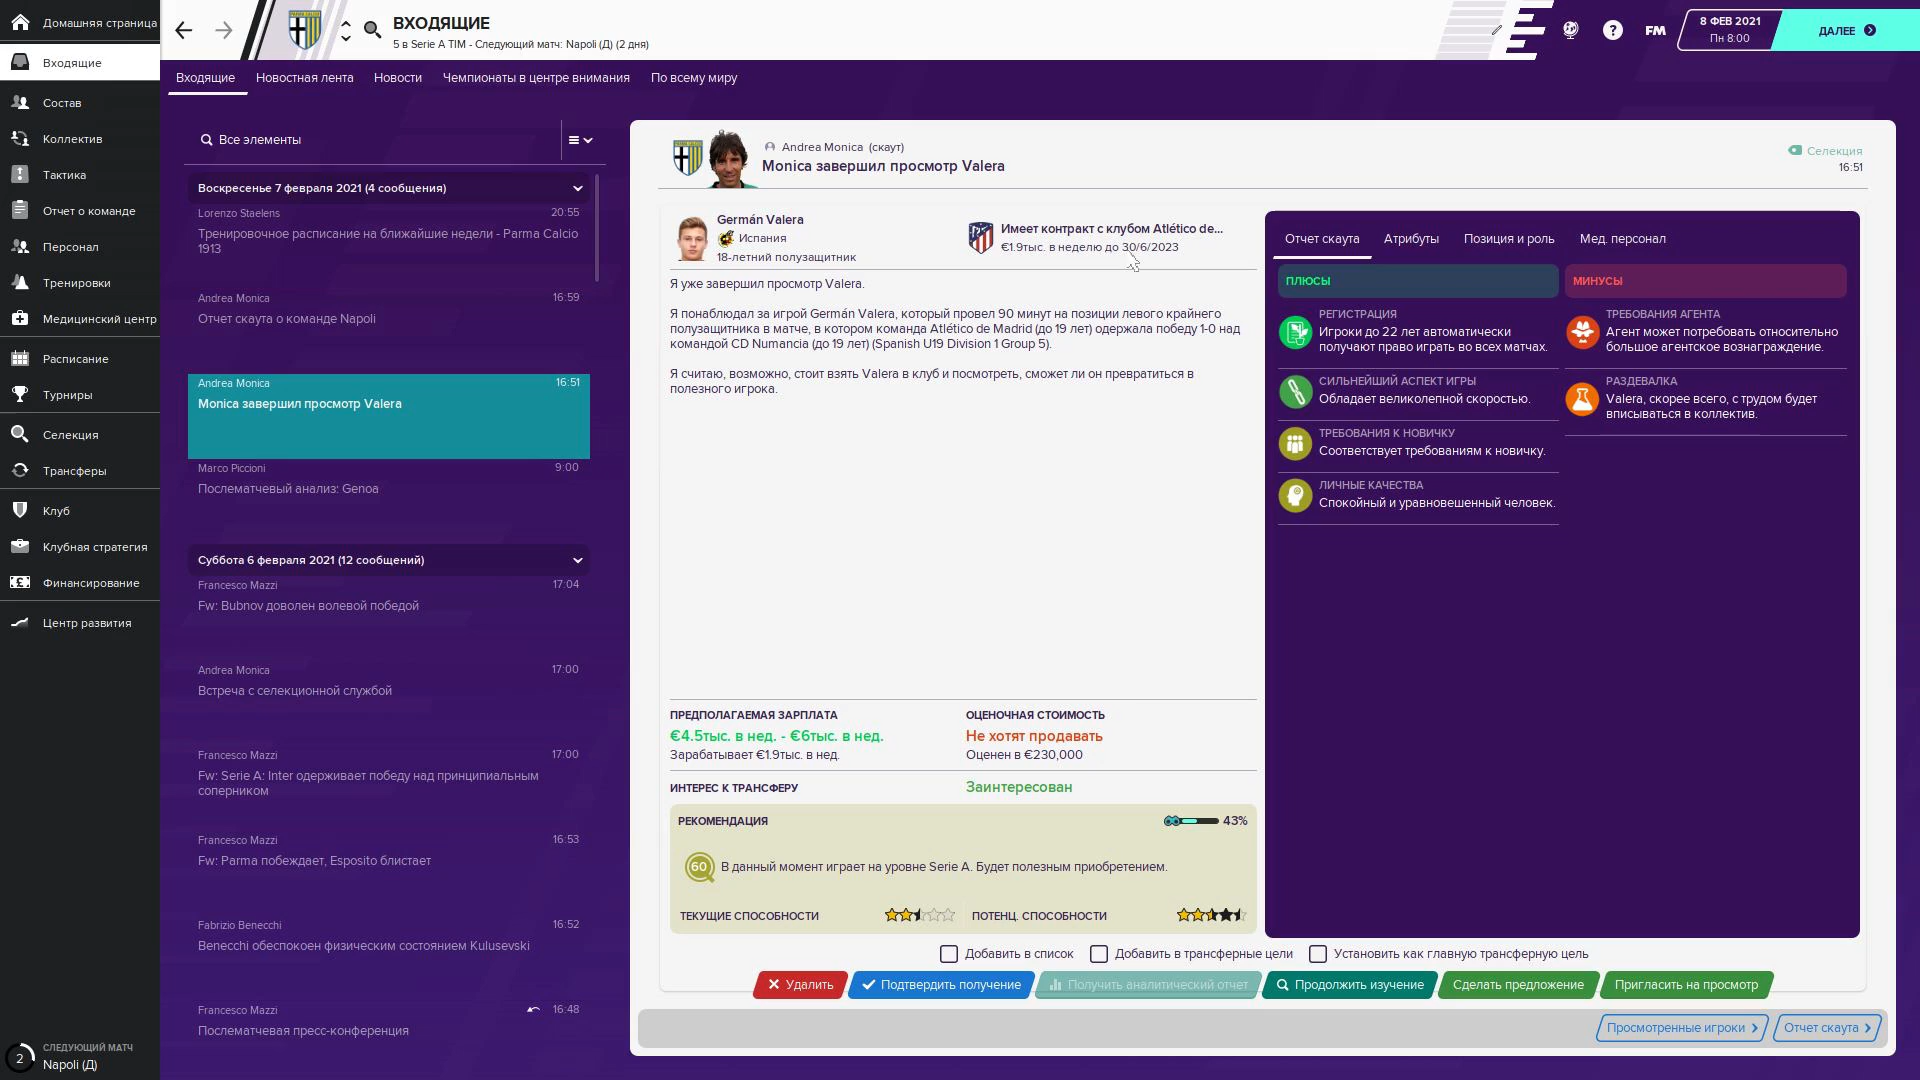 Домашняя страница
Входящие
Состав
Коллектив
Тактика
Отчет о команде
Персонал
Тренировки
Медицинский центр
Расписание
Турниры
Селекция
Трансферы
Клуб
Клубная стратегия
Финансирование
Центр развития
2
СЛЕДУЮЩИЙ МАТЧ
Napoli (Д)
ВХОДЯЩИЕ
5 в Serie A TIM - Следующий матч: Napoli (Д) (2 дня)
FM
8 ФЕВ 2021
Пн 8:00
ДАЛЕЕ
Входящие Новостная лента Новости Чемпионаты в центре внимания По всему миру
Все элементы
Воскресенье 7 февраля 2021 (4 сообщения)
Lorenzo Staelens 20:55
Тренировочное расписание на ближайшие недели - Parma Calcio
1913
Andrea Monica 16:59
Отчет скаута о команде Napoli
Andrea Monica 16:51
Monica завершил просмотр Valera
Marco Piccioni 9:00
Послематчевый анализ: Genoa
Суббота 6 февраля 2021 (12 сообщений)
Francesco Mazzi 17:04
Fw: Bubnov доволен волевой победой
Andrea Monica 17:00
Встреча с селекционной службой
Francesco Mazzi 17:00
Fw: Serie A: Inter одерживает победу над принципиальным
соперником
Francesco Mazzi 16:53
Fw: Parma побеждает, Esposito блистает
Fabrizio Benecchi 16:52
Benecchi обеспокоен физическим состоянием Kulusevski
Francesco Mazzi 16:48
Послематчевая пресс-конференция
Andrea Monica (скаут)
Monica завершил просмотр Valera
Селекция
16:51
Germán Valera
Испания
18-летний полузащитник
Имеет контракт с клубом Atlético de...
€1.9тыс. в неделю до 30/6/2023
Я уже завершил просмотр Valera.
Я понаблюдал за игрой Germán Valera, который провел 90 минут на позиции левого крайнего
полузащитника в матче, в котором команда Atlético de Madrid (до 19 лет) одержала победу 1-0 над
командой CD Numancia (до 19 лет) (Spanish U19 Division 1 Group 5).
Я считаю, возможно, стоит взять Valera в клуб и посмотреть, сможет ли он превратиться в
полезного игрока.
ПРЕДПОЛАГАЕМАЯ ЗАРПЛАТА
€4.5тыс. в нед. - €6тыс. в нед.
Зарабатывает €1.9тыс. в нед.
ОЦЕНОЧНАЯ СТОИМОСТЬ
Не хотят продавать
Оценен в €230,000
ИНТЕРЕС К ТРАНСФЕРУ Заинтересован
РЕКОМЕНДАЦИЯ 43%
60 В данный момент играет на уровне Serie A. Будет полезным приобретением.
ТЕКУЩИЕ СПОСОБНОСТИ ПОТЕНЦ. СПОСОБНОСТИ
Отчет скаута Атрибуты Позиция и роль Мед. персонал
ПЛЮСЫ
РЕГИСТРАЦИЯ
Игроки до 22 лет автоматически
получают право играть во всех матчах.
СИЛЬНЕЙШИЙ АСПЕКТ ИГРЫ
Обладает великолепной скоростью.
ТРЕБОВАНИЯ К НОВИЧКУ
Соответствует требованиям к новичку.
ЛИЧНЫЕ КАЧЕСТВА
Спокойный и уравновешенный человек.
МИНУСЫ
ТРЕБОВАНИЯ АГЕНТА
Агент может потребовать относительно
большое агентское вознаграждение.
РАЗДЕВАЛКА
Valera, скорее всего, с трудом будет
вписываться в коллектив.
Добавить в список Добавить в трансферные цели Установить как главную трансферную цель
Удалить Подтвердить получение Получить аналитический отчет Продолжить изучение Сделать предложение Пригласить на просмотр
Просмотренные игроки Отчет скаута